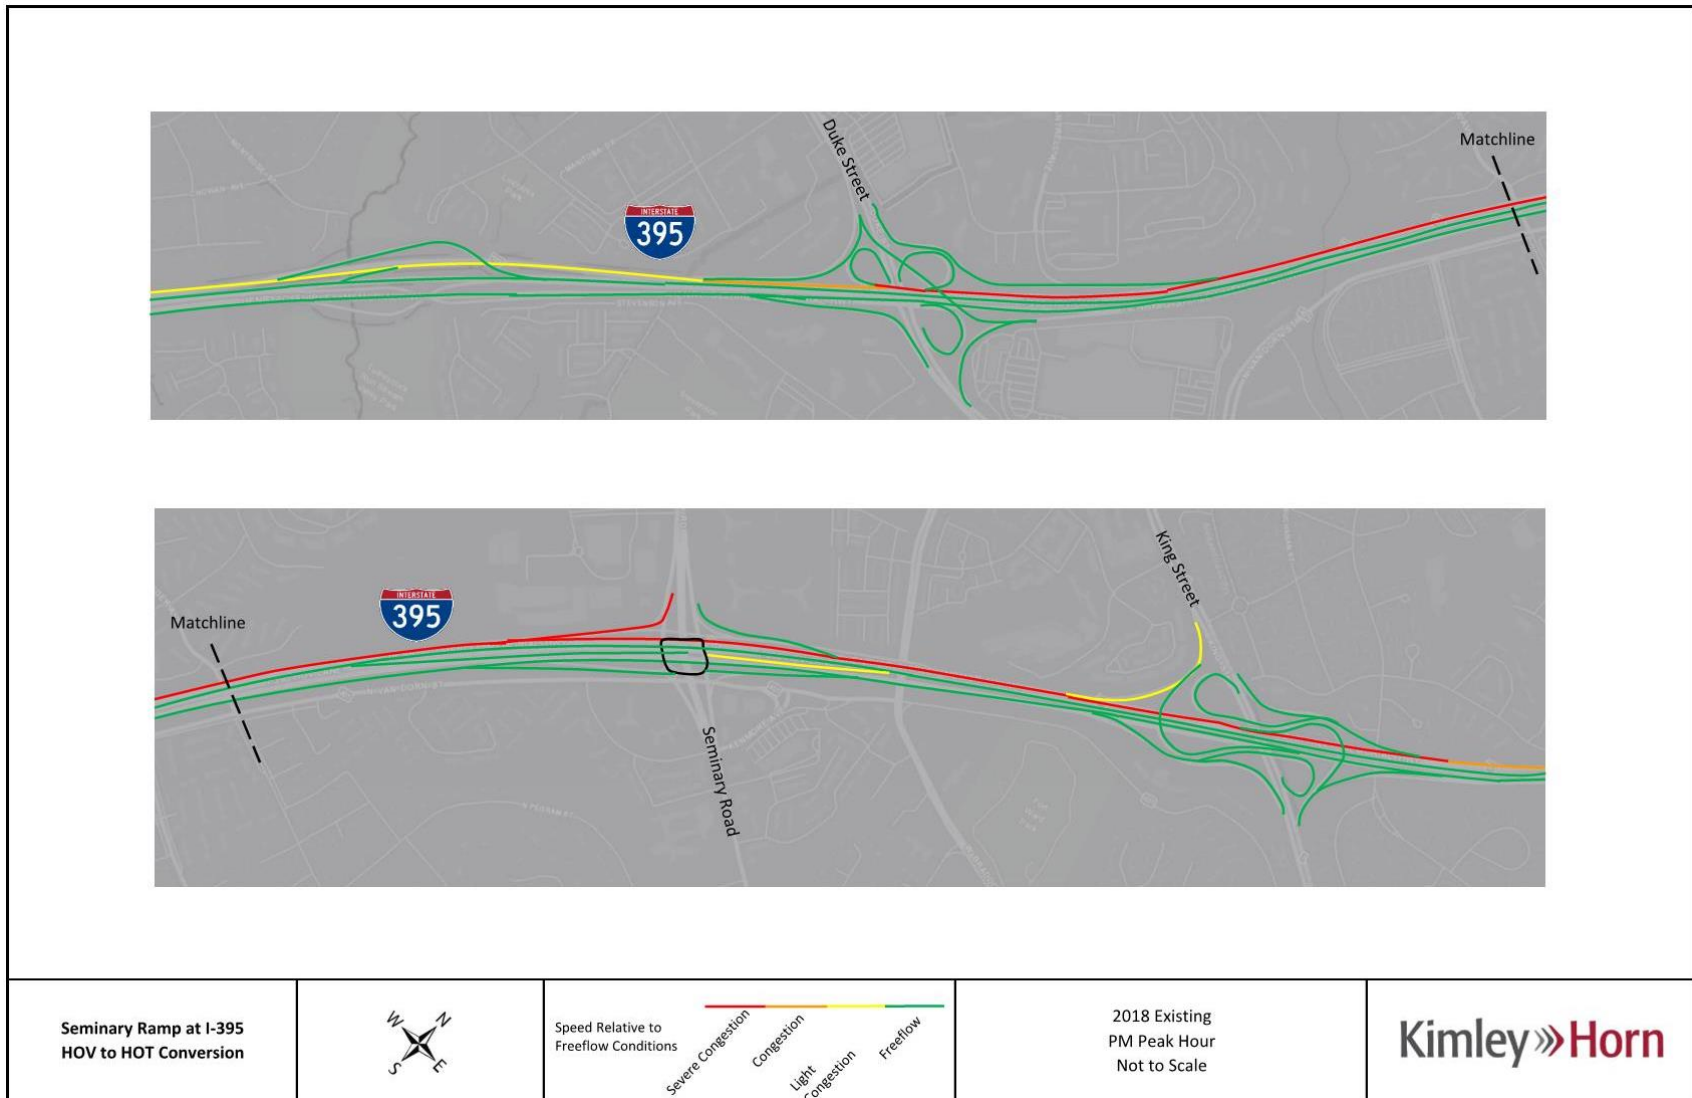 Duke Street
Matchline
INTERSTATE
395
King Street
INTERSTATE
395
Matchline
Seminary Road
Seminary Ramp at I-395
HOV to HOT Conversion
W
N
S
E
Speed Relative to
Freeflow Conditions
Severe Congestion
Congestion
Light
Congestion
Freeflow
2018 Existing
PM Peak Hour
Not to Scale
Kimley»Horn